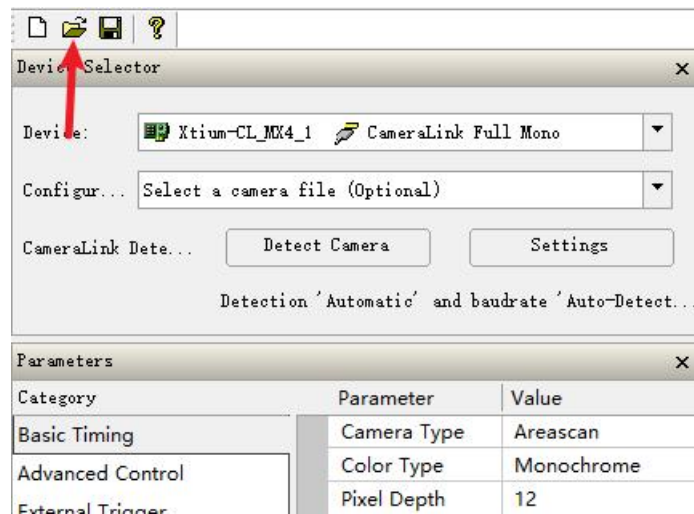 Device Selector
Device: Xtium-CL_MX4_1 CameraLink Full Mono
Configur... Select a camera file (Optional)
CameraLink Dete... Detect Camera Settings
Detection 'Automatic' and baudrate 'Auto-Detect...
Parameters
Category Parameter Value
Basic Timing Camera Type Areascan
Advanced Control Color Type Monochrome
External Trigger Pixel Depth 12